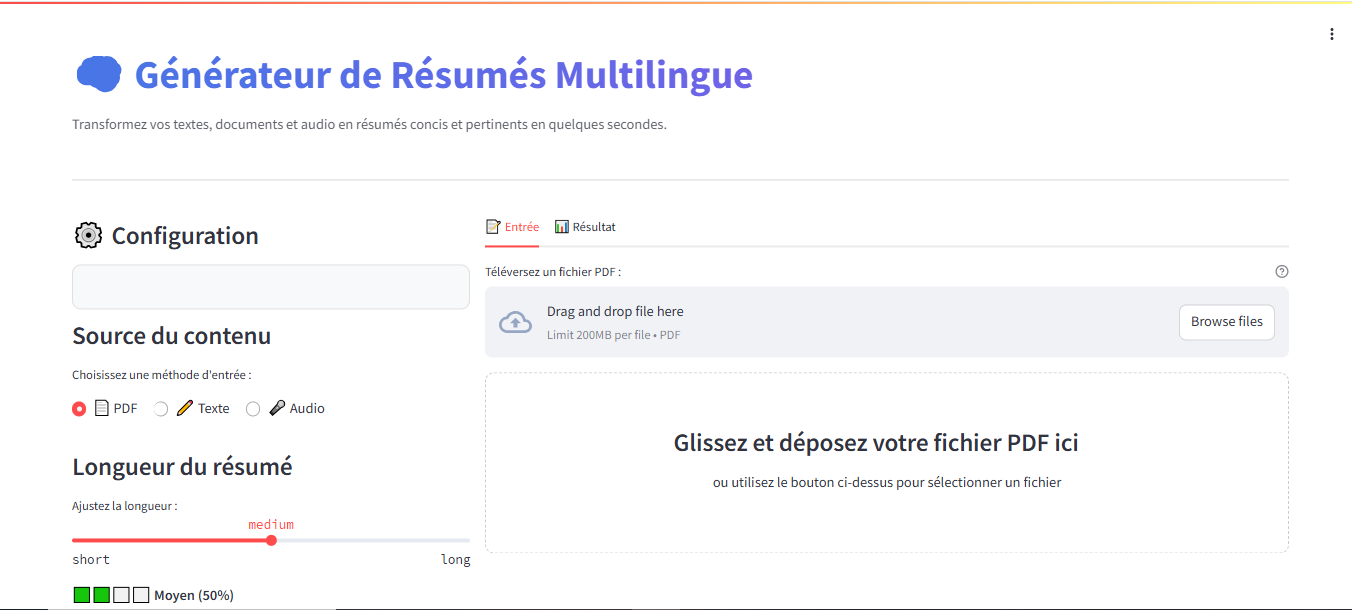 Générateur de Résumés Multilingue
Transformez vos textes, documents et audio en résumés concis et pertinents en quelques secondes.
Configuration
Source du contenu
Choisissez une méthode d'entrée :
PDF Texte Audio
Longueur du résumé
Ajustez la longueur :
medium
short long
Moyen (50%)
Entrée Résultat
Téléversez un fichier PDF :
Drag and drop file here
Limit 200MB per file • PDF
Browse files
Glissez et déposez votre fichier PDF ici
ou utilisez le bouton ci-dessus pour sélectionner un fichier